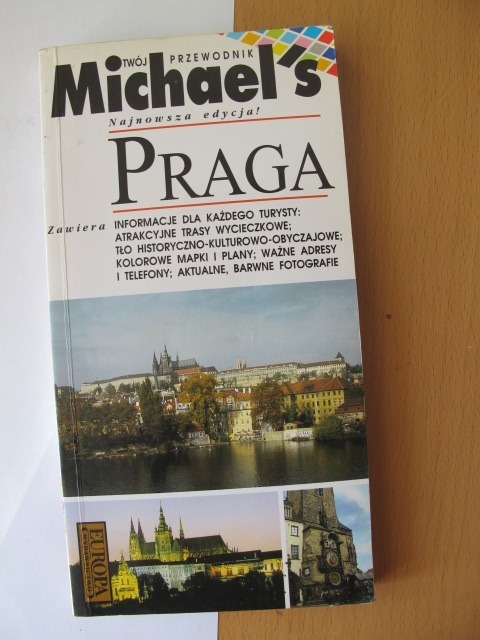 TWÓJ PRZEWODNIK
Michael's
Najnowsza edycja!
PRAGA
Zawiera INFORMACJE DLA KAŻDEGO TURYSTY:
ATRAKCYJNE TRASY WYCIECZKOWE;
TŁO HISTORYCZNO-KULTUROWO-OBYCZAJOWE;
KOLOROWE MAPKI I PLANY; WAŻNE ADRESY
I TELEFONY; AKTUALNE, BARWNE FOTOGRAFIE
EUROPA